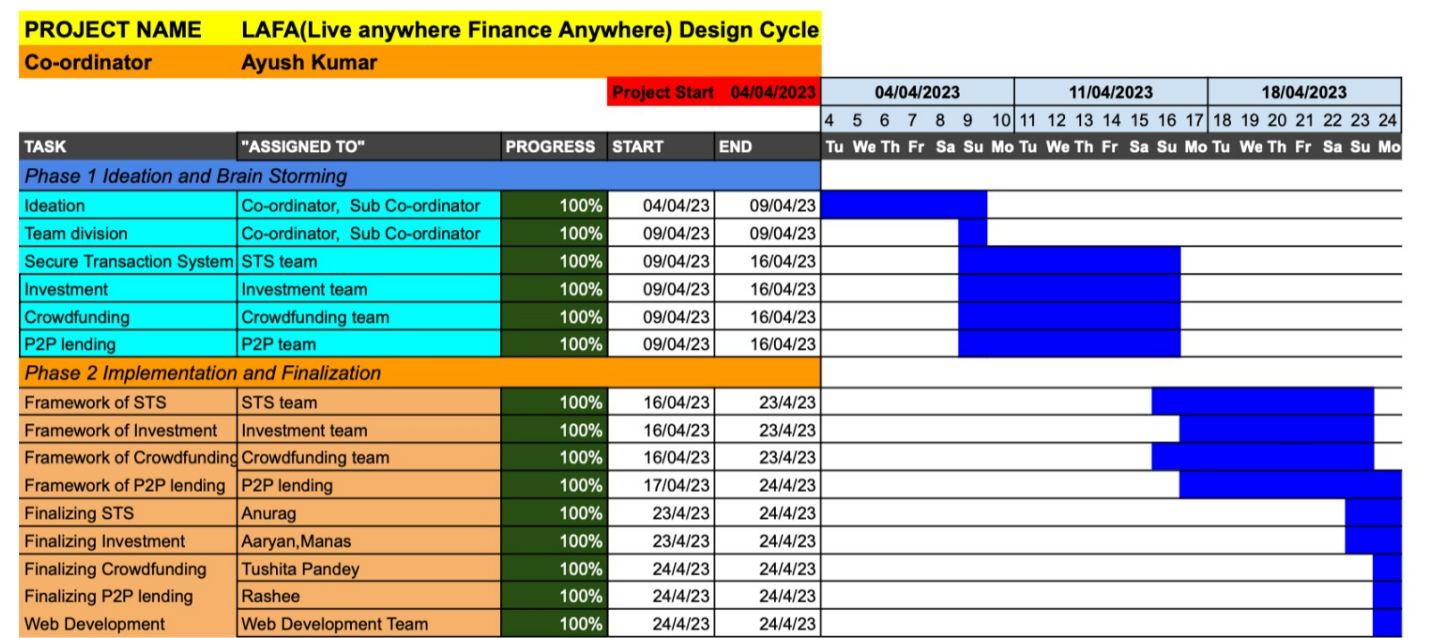 PROJECT NAME LAFA(Live anywhere Finance Anywhere) Design Cycle
Co-ordinator Ayush Kumar
Project Start 04/04/2023 04/04/2023 11/04/2023 18/04/2023
4 5 6 7 8 9 10 11 12 13 14 15 16 17 18 19 20 21 22 23 24
TASK "ASSIGNED TO" PROGRESS START END Tu We Th Fr Sa Su Mo Tu We Th Fr Sa Su Mo Tu We Th Fr Sa Su Mo
Phase 1 Ideation and Brain Storming
Ideation Co-ordinator, Sub Co-ordinator 100% 04/04/23 09/04/23
Team division Co-ordinator, Sub Co-ordinator 100% 09/04/23 09/04/23
Secure Transaction System STS team 100% 09/04/23 16/04/23
Investment Investment team 100% 09/04/23 16/04/23
Crowdfunding Crowdfunding team 100% 09/04/23 16/04/23
P2P lending P2P team 100% 09/04/23 16/04/23
Phase 2 Implementation and Finalization
Framework of STS STS team 100% 16/04/23 23/4/23
Framework of Investment Investment team 100% 16/04/23 23/4/23
Framework of Crowdfunding Crowdfunding team 100% 16/04/23 23/4/23
Framework of P2P lending P2P lending 100% 17/04/23 24/4/23
Finalizing STS Anurag 100% 23/4/23 24/4/23
Finalizing Investment Aaryan,Manas 100% 23/4/23 24/4/23
Finalizing Crowdfunding Tushita Pandey 100% 24/4/23 24/4/23
Finalizing P2P lending Rashee 100% 24/4/23 24/4/23
Web Development Web Development Team 100% 24/4/23 24/4/23